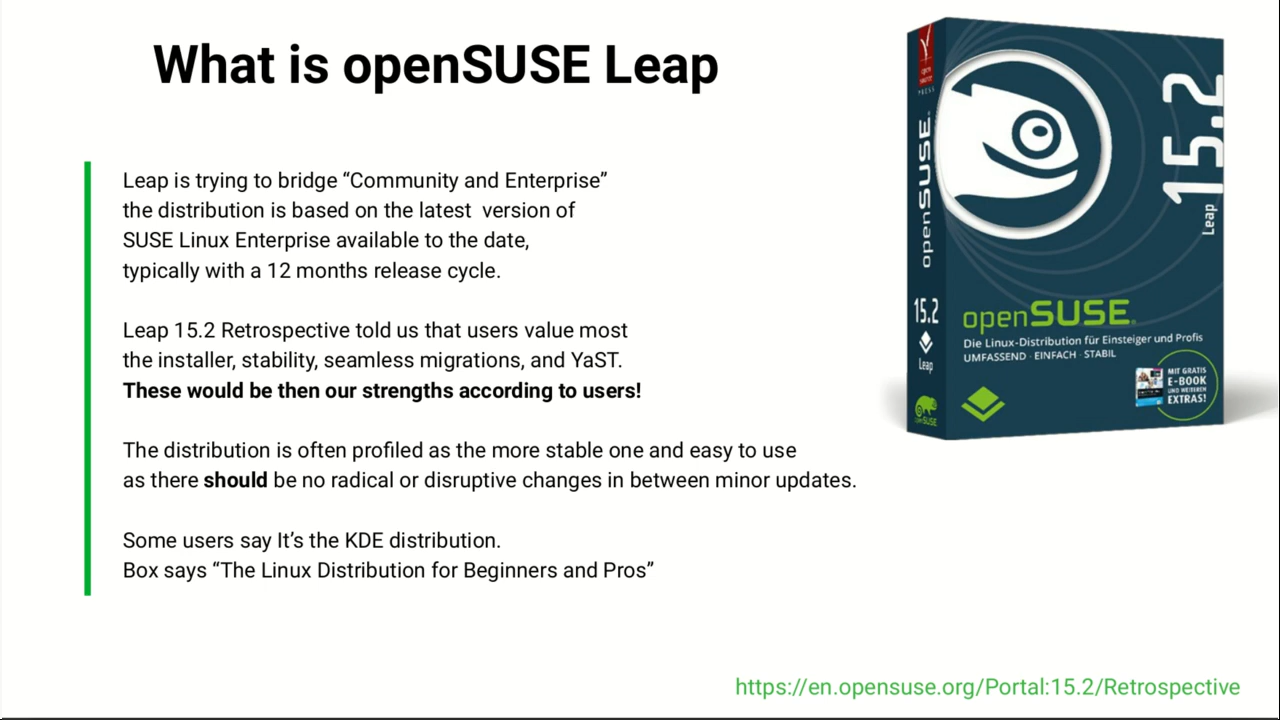 What is openSUSE Leap
Leap is trying to bridge “Community and Enterprise”
the distribution is based on the latest  version of
SUSE Linux Enterprise available to the date,
typically with a 12 months release cycle.
Leap 15.2 Retrospective told us that users value most
the installer, stability, seamless migrations, and YaST.
These would be then our strengths according to users!
The distribution is often profiled as the more stable one and easy to use
as there should be no radical or disruptive changes in between minor updates.
Some users say It’s the KDE distribution.
Box says “The Linux Distribution for Beginners and Pros”
open
source
PRESS
openSUSE
15.2
Leap
openSUSE
15.2
Leap
openSUSE
Die Linux-Distribution für Einsteiger und Profis
UMFASSEND · EINFACH · STABIL
MIT GRATIS
E-BOOK
UND WEITEREN
EXTRAS!
https://en.opensuse.org/Portal:15.2/Retrospective